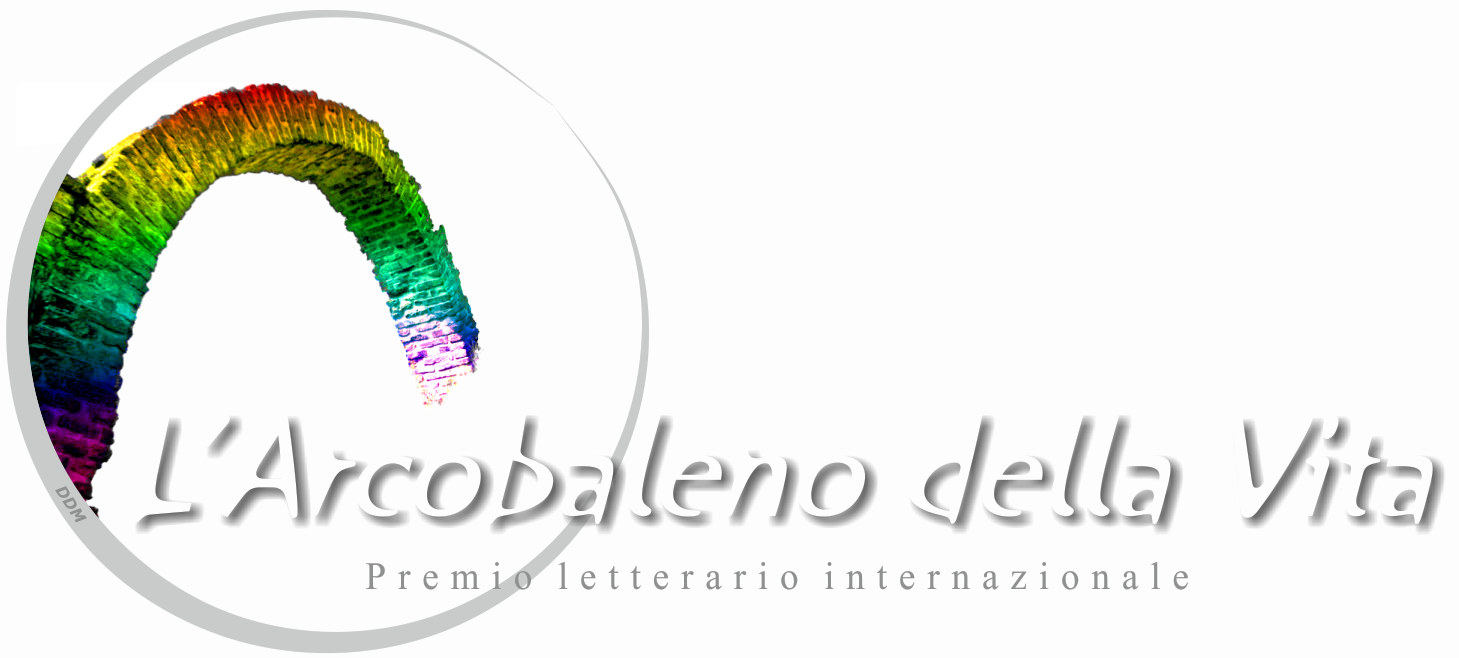 DDM
L'Arcobaleno della Vita
Premio letterario internazionale